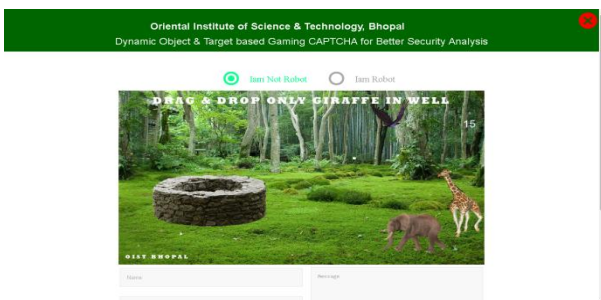 Oriental Institute of Science & Technology, Bhopal
Dynamic Object & Target based Gaming CAPTCHA for Better Security Analysis
Iam Not Robot Iam Robot
DRAG & DROP ONLY GIRAFFE IN WELL
15
OIST BHOPAL
Name Message